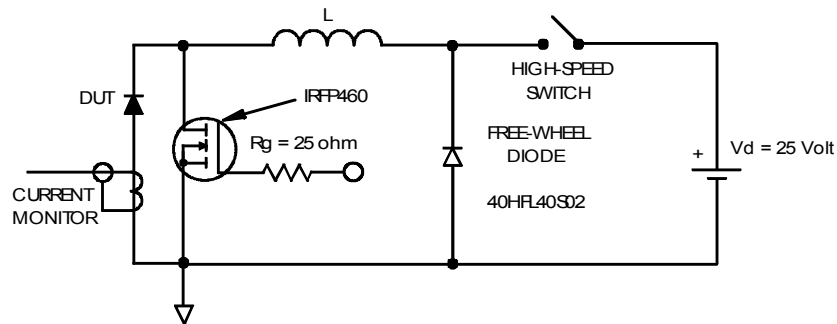 L
HIGH-SPEED
SWITCH
DUT
IRFP460
Rg = 25 ohm
FREE-WHEEL
DIODE
+
Vd = 25 Volt
40HFL40S02
CURRENT
MONITOR